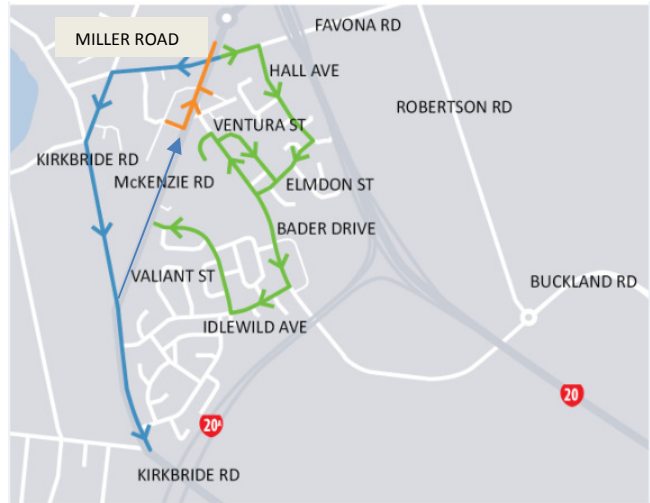 FAVONA RD
MILLER ROAD
HALL AVE
ROBERTSON RD
VENTURA ST
KIRKBRIDE RD
McKENZIE RD
ELMDON ST
BADER DRIVE
VALIANT ST
BUCKLAND RD
IDLEWILD AVE
20
20A
KIRKBRIDE RD